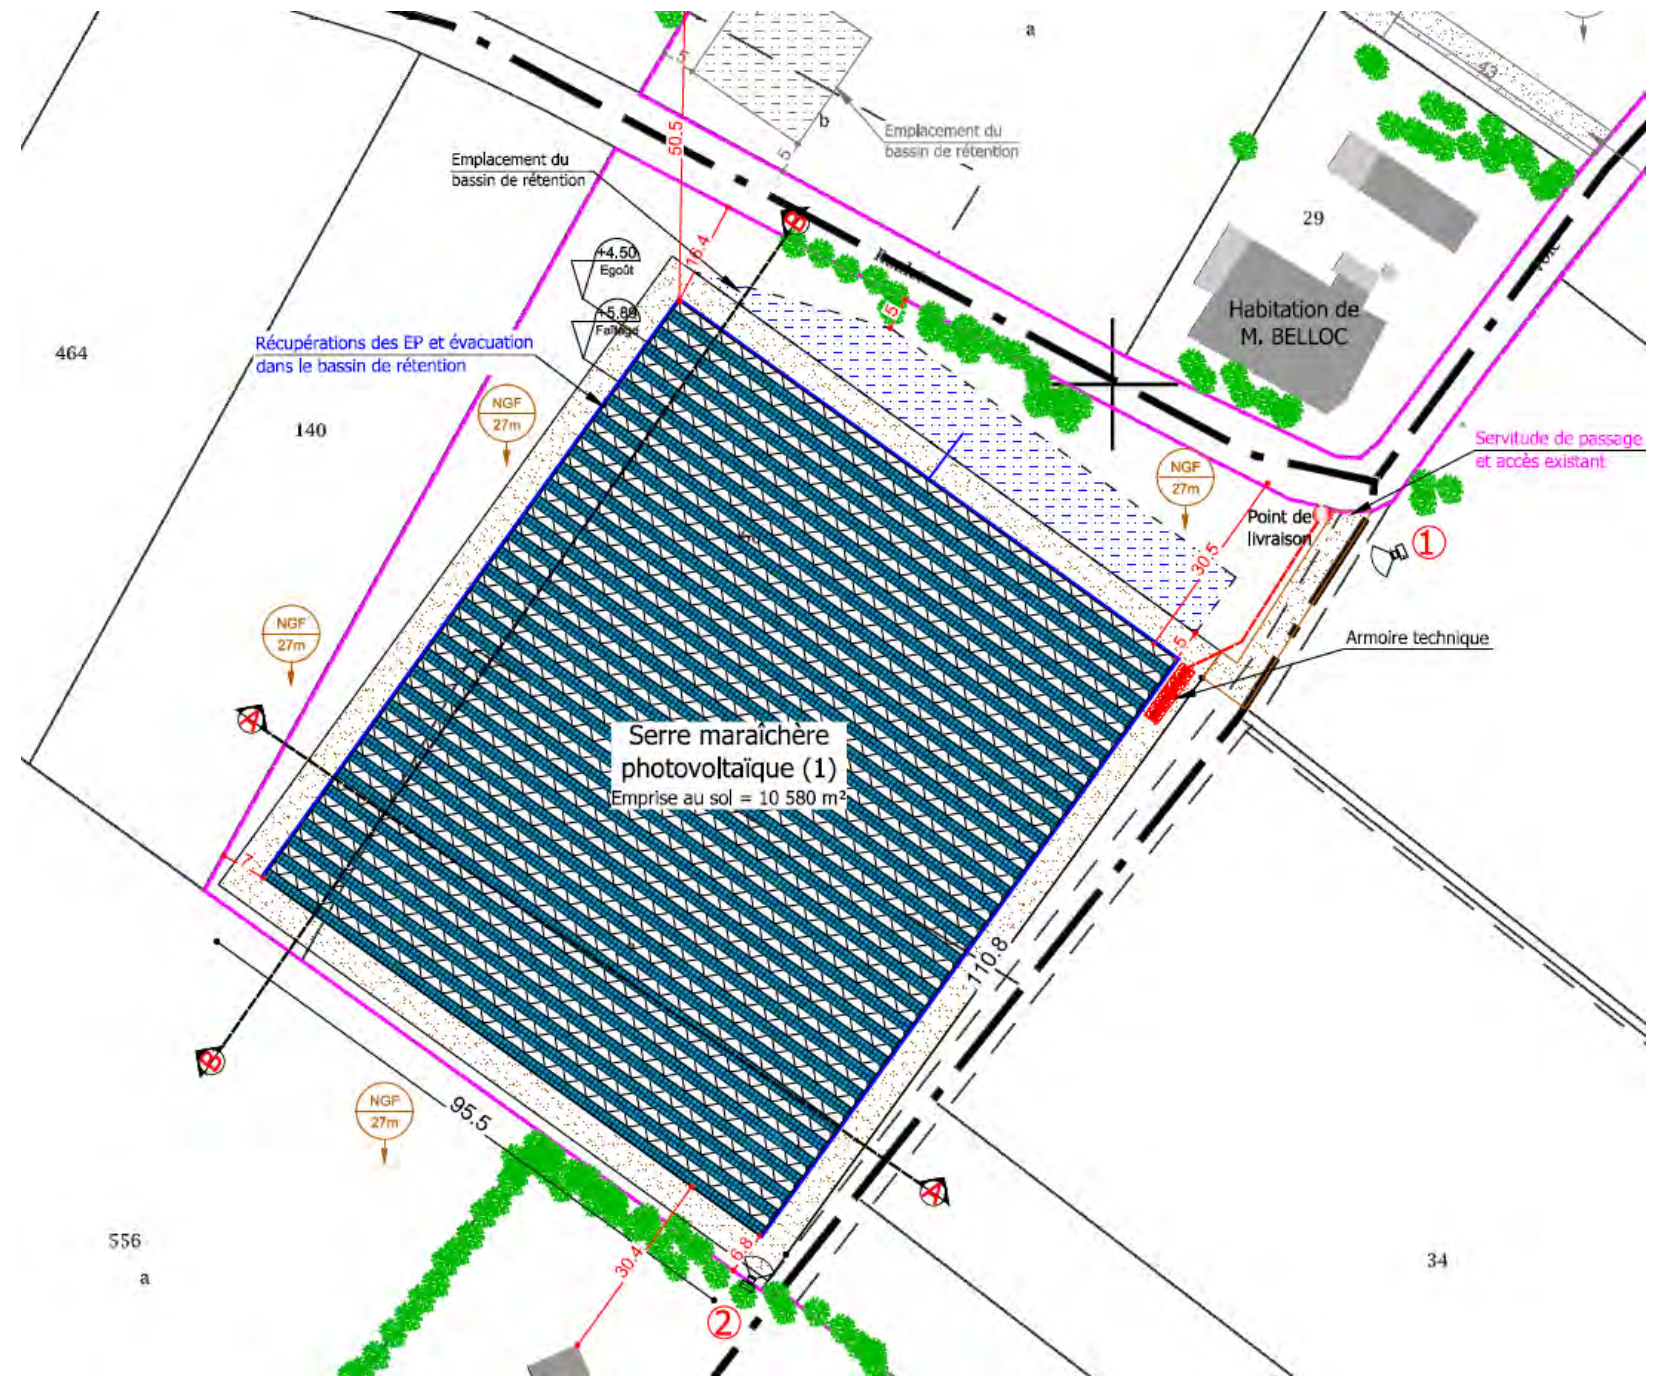 a
43
5
b
Emplacement du
bassin de rétention
5
50.5
Emplacement du
bassin de rétention
29
B
16.4
+4.50
Egoût
+5.89
Faîtage
5
Habitation de
M. BELLOC
Voie
Récupérations des EP et évacuation
dans le bassin de rétention
464
NGF
27m
140
Servitude de passage
et accès existant
NGF
27m
Point de
livraison
1
30.5
NGF
27m
5
Armoire technique
A
Serre maraîchère
photovoltaïque (1)
Emprise au sol = 10 580 m²
7
110.8
B
NGF
27m
95.5
A
556
a
30.4
6.8
34
2